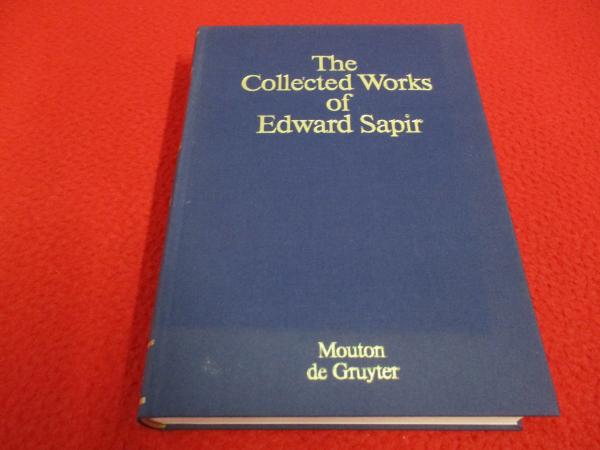 The
Collected Works
of
Edward Sapir
Mouton
de Gruyter